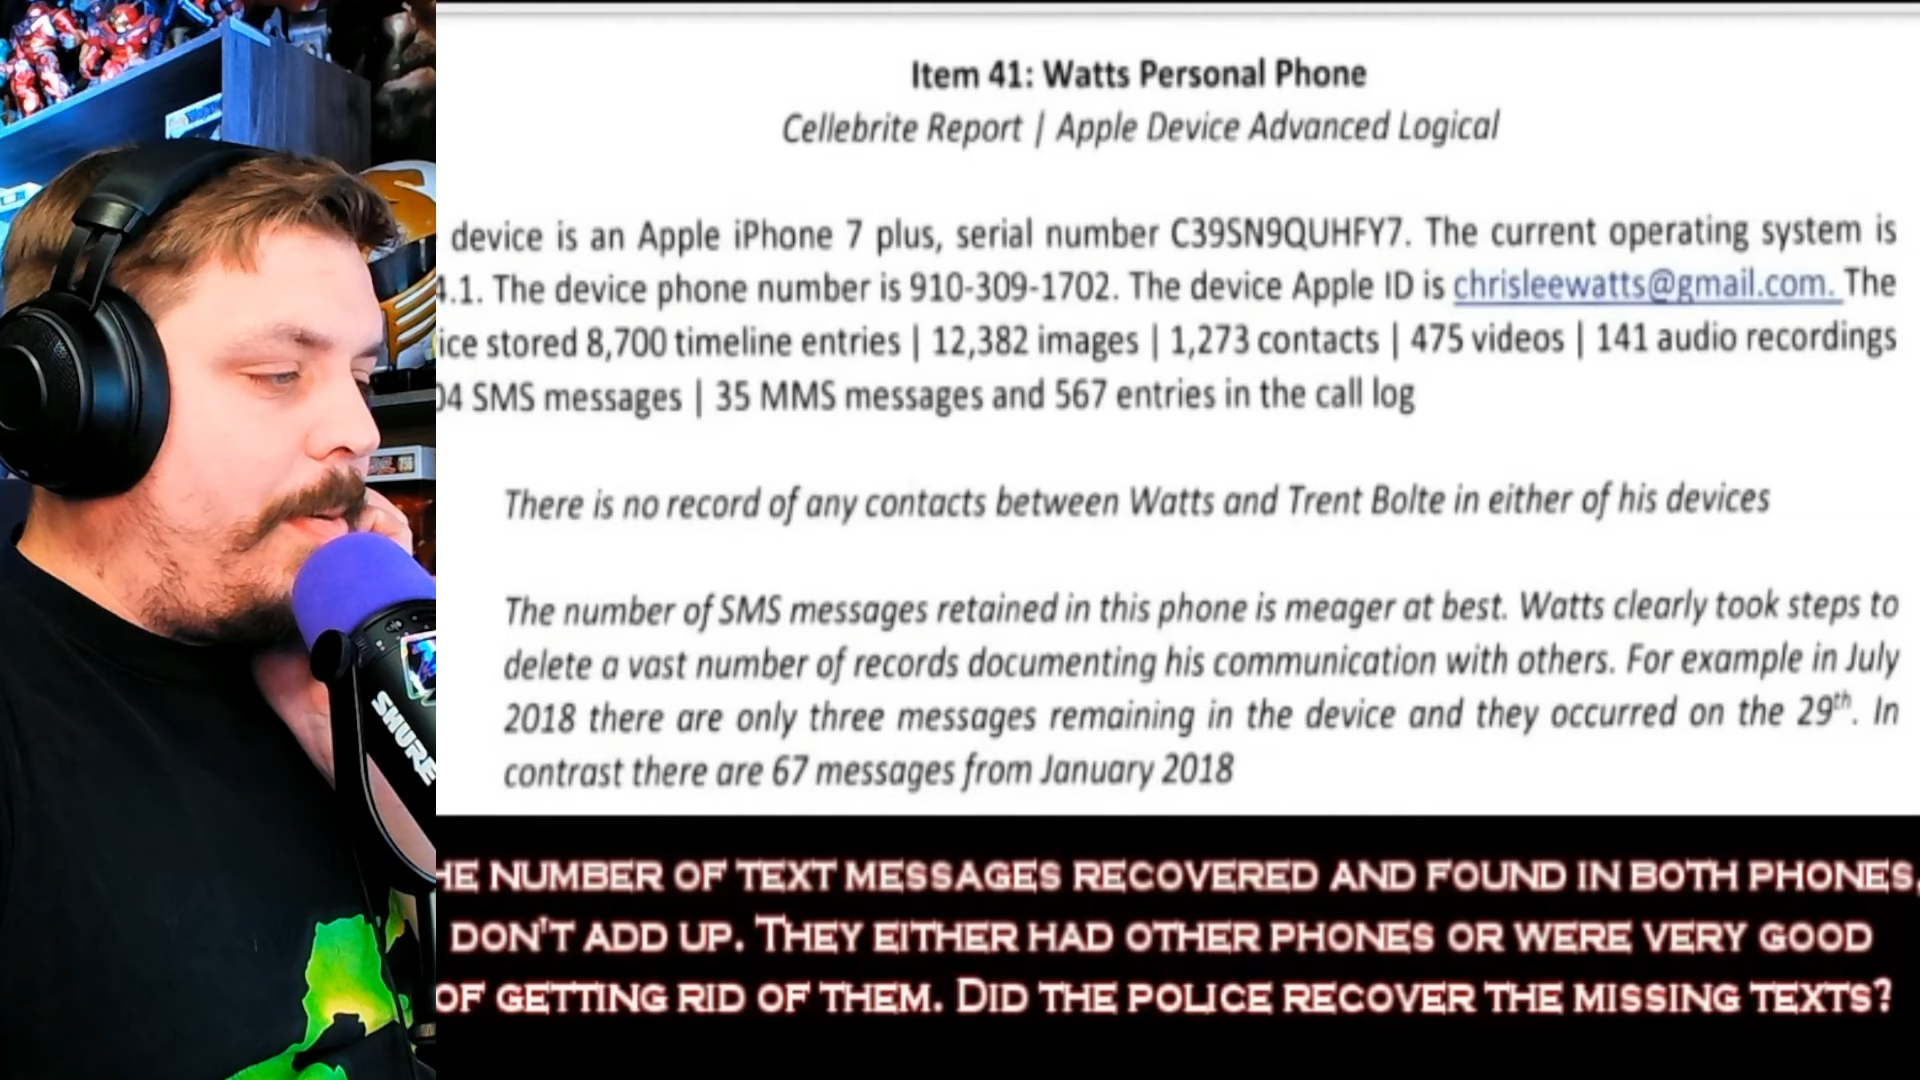 Item 41: Watts Personal Phone
Cellebrite Report | Apple Device Advanced Logical
device is an Apple iPhone 7 plus, serial number C39SN9QUHFY7. The current operating system is
4.1. The device phone number is 910-309-1702. The device Apple ID is chrisleewatts@gmail.com. The
ice stored 8,700 timeline entries | 12,382 images | 1,273 contacts | 475 videos | 141 audio recordings
04 SMS messages | 35 MMS messages and 567 entries in the call log
There is no record of any contacts between Watts and Trent Bolte in either of his devices
The number of SMS messages retained in this phone is meager at best. Watts clearly took steps to
delete a vast number of records documenting his communication with others. For example in July
2018 there are only three messages remaining in the device and they occurred on the 29th. In
contrast there are 67 messages from January 2018
HE NUMBER OF TEXT MESSAGES RECOVERED AND FOUND IN BOTH PHONES,
DON'T ADD UP. THEY EITHER HAD OTHER PHONES OR WERE VERY GOOD
OF GETTING RID OF THEM. DID THE POLICE RECOVER THE MISSING TEXTS?
SHURE